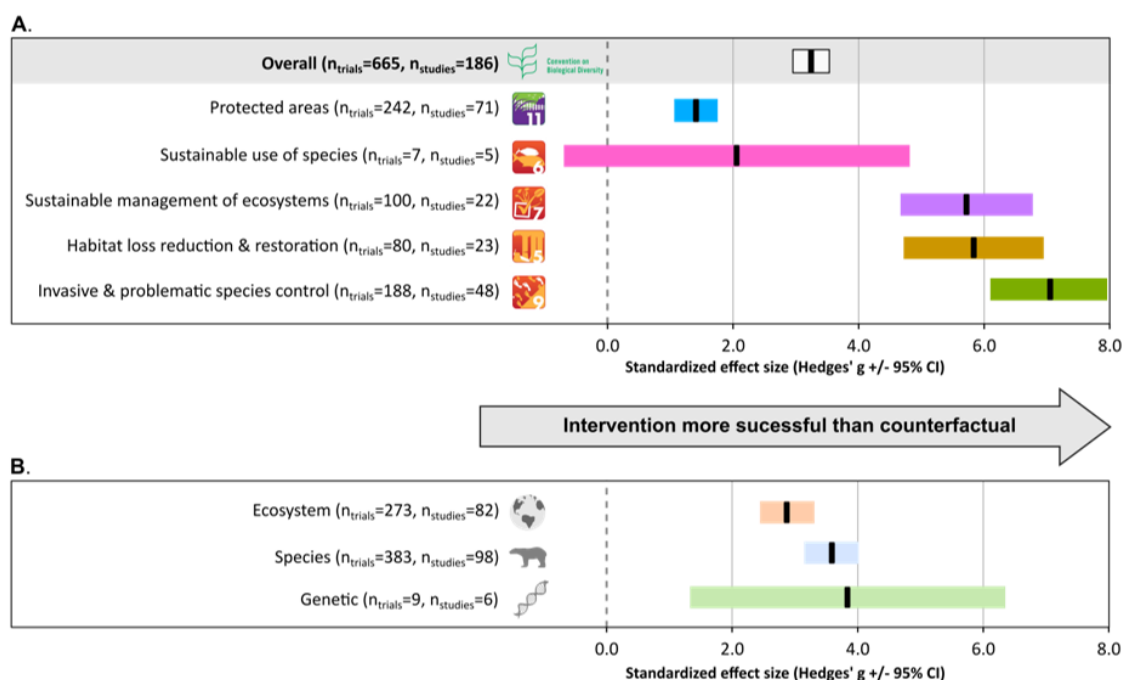 A.
Overall (ntrials=665, nstudies=186)
Convention on
Biological Diversity
Protected areas (ntrials=242, nstudies=71)
11
Sustainable use of species (ntrials=7, nstudies=5)
6
Sustainable management of ecosystems (ntrials=100, nstudies=22)
7
Habitat loss reduction & restoration (ntrials=80, nstudies=23)
5
Invasive & problematic species control (ntrials=188, nstudies=48)
9
0.0 2.0 4.0 6.0 8.0
Standardized effect size (Hedges' g +/- 95% CI)
Intervention more sucessful than counterfactual
B.
Ecosystem (ntrials=273, nstudies=82)
Species (ntrials=383, nstudies=98)
Genetic (ntrials=9, nstudies=6)
0.0 2.0 4.0 6.0 8.0
Standardized effect size (Hedges' g +/- 95% CI)